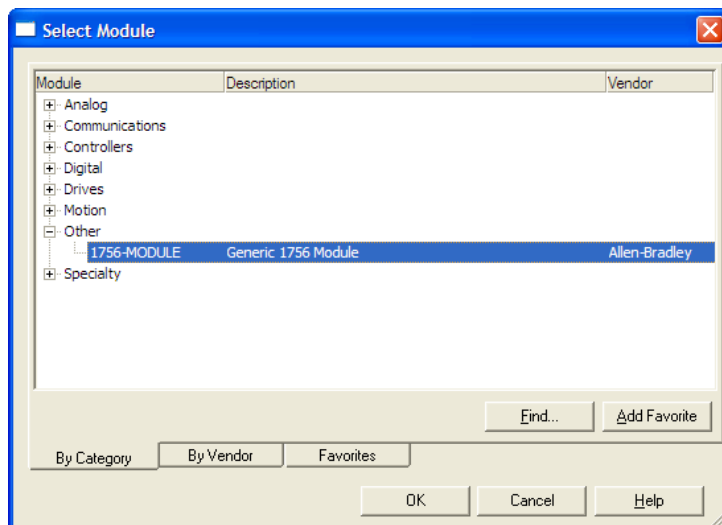 Select Module
Module Description Vendor
Analog
Communications
Controllers
Digital
Drives
Motion
Other
1756-MODULE Generic 1756 Module Allen-Bradley
Specialty
Find... Add Favorite
By Category By Vendor Favorites
OK Cancel Help